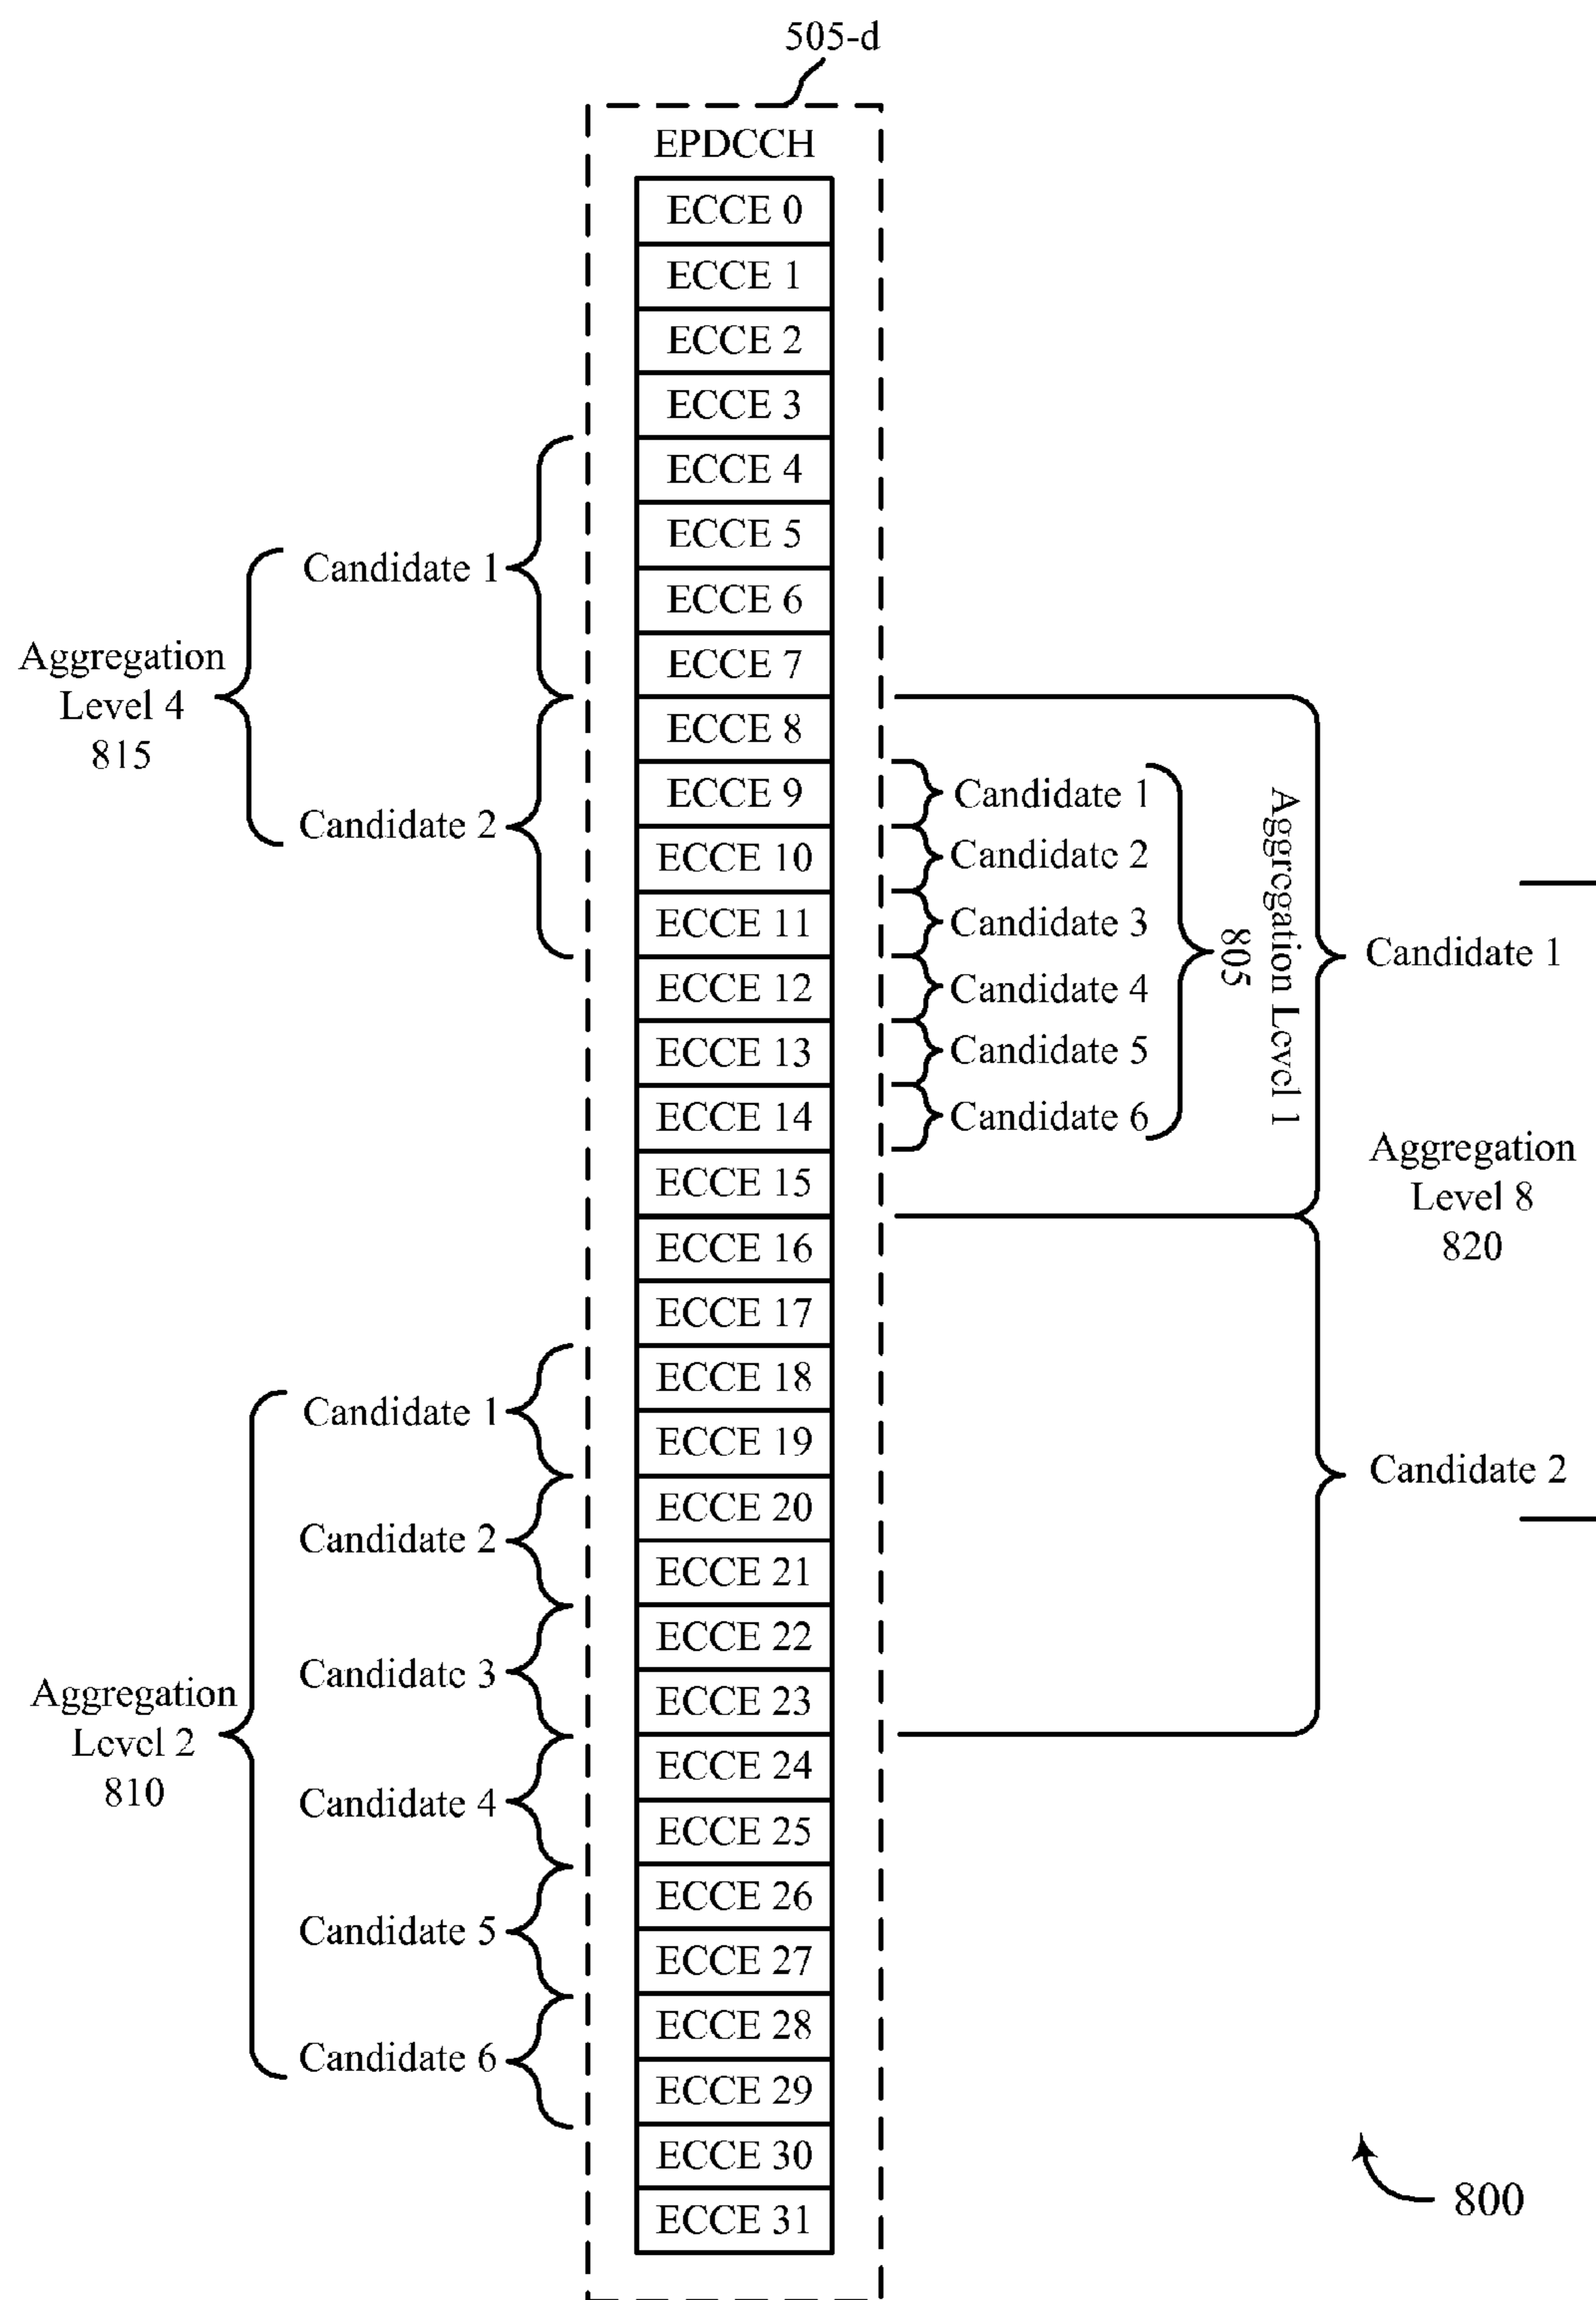 505-d
EPDCCH
ECCE 0
ECCE 1
ECCE 2
ECCE 3
ECCE 4
ECCE 5
ECCE 6
ECCE 7
ECCE 8
ECCE 9
ECCE 10
ECCE 11
ECCE 12
ECCE 13
ECCE 14
ECCE 15
ECCE 16
ECCE 17
ECCE 18
ECCE 19
ECCE 20
ECCE 21
ECCE 22
ECCE 23
ECCE 24
ECCE 25
ECCE 26
ECCE 27
ECCE 28
ECCE 29
ECCE 30
ECCE 31
Aggregation
Level 4
815
Candidate 1
Candidate 2
Aggregation
Level 2
810
Candidate 1
Candidate 2
Candidate 3
Candidate 4
Candidate 5
Candidate 6
Candidate 1
Candidate 2
Candidate 3
Candidate 4
Candidate 5
Candidate 6
Aggregation Level 1
805
Candidate 1
Aggregation
Level 8
820
Candidate 2
800